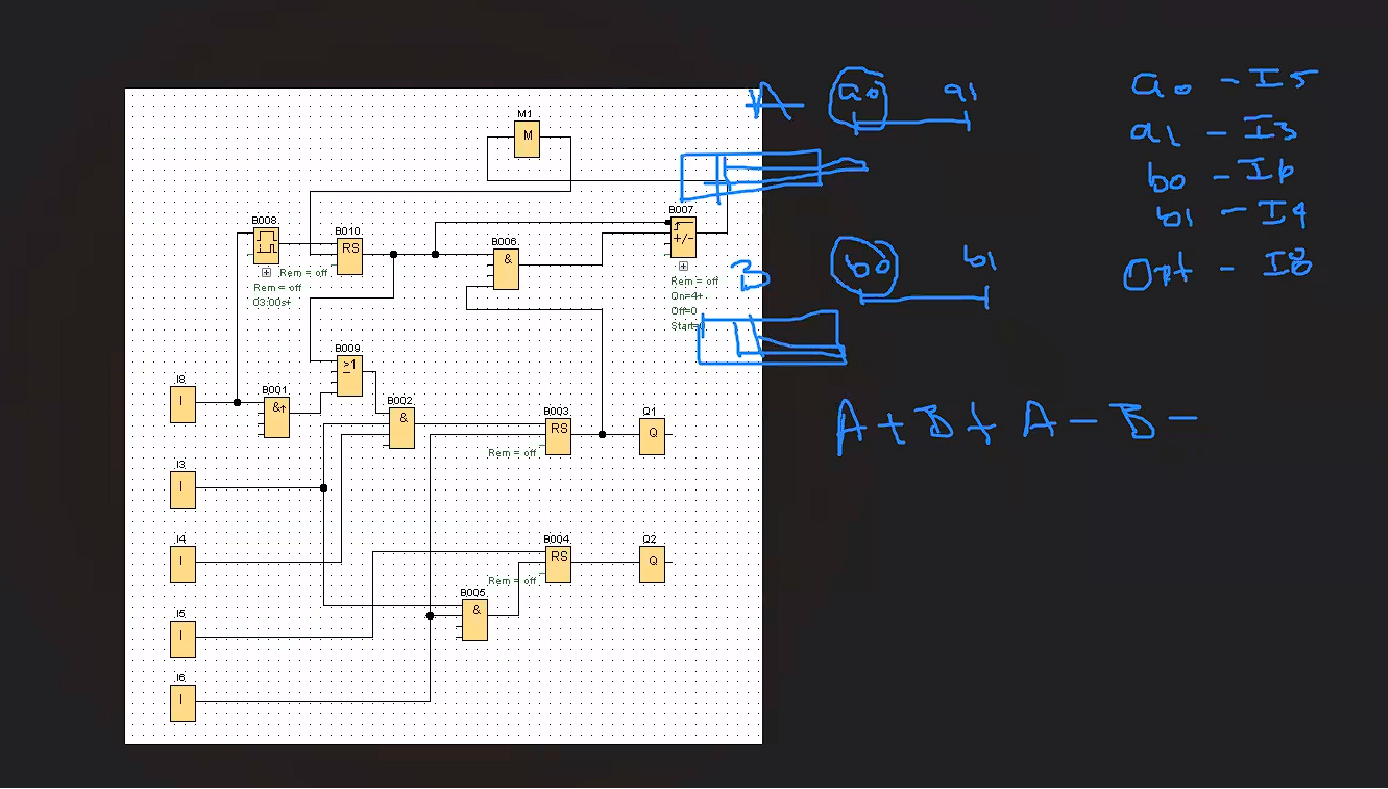 M1
M
A
a0
a1
a0 - I5
a1 - I3
b0 - I6
b1 - I4
B008
B010
RS
Rem = off
Rem = off
03:00s+
B006
&
B007
+/-
Rem = off
On=4+
Off=0
Start=
B
b0
b1
B009
>1
I8
I
B001
&↑
B002
&
B003
RS
Rem = off
Q1
Q
A + B + A - B -
I3
I
I4
I
B004
RS
Rem = off
Q2
Q
I5
I
B005
&
I6
I